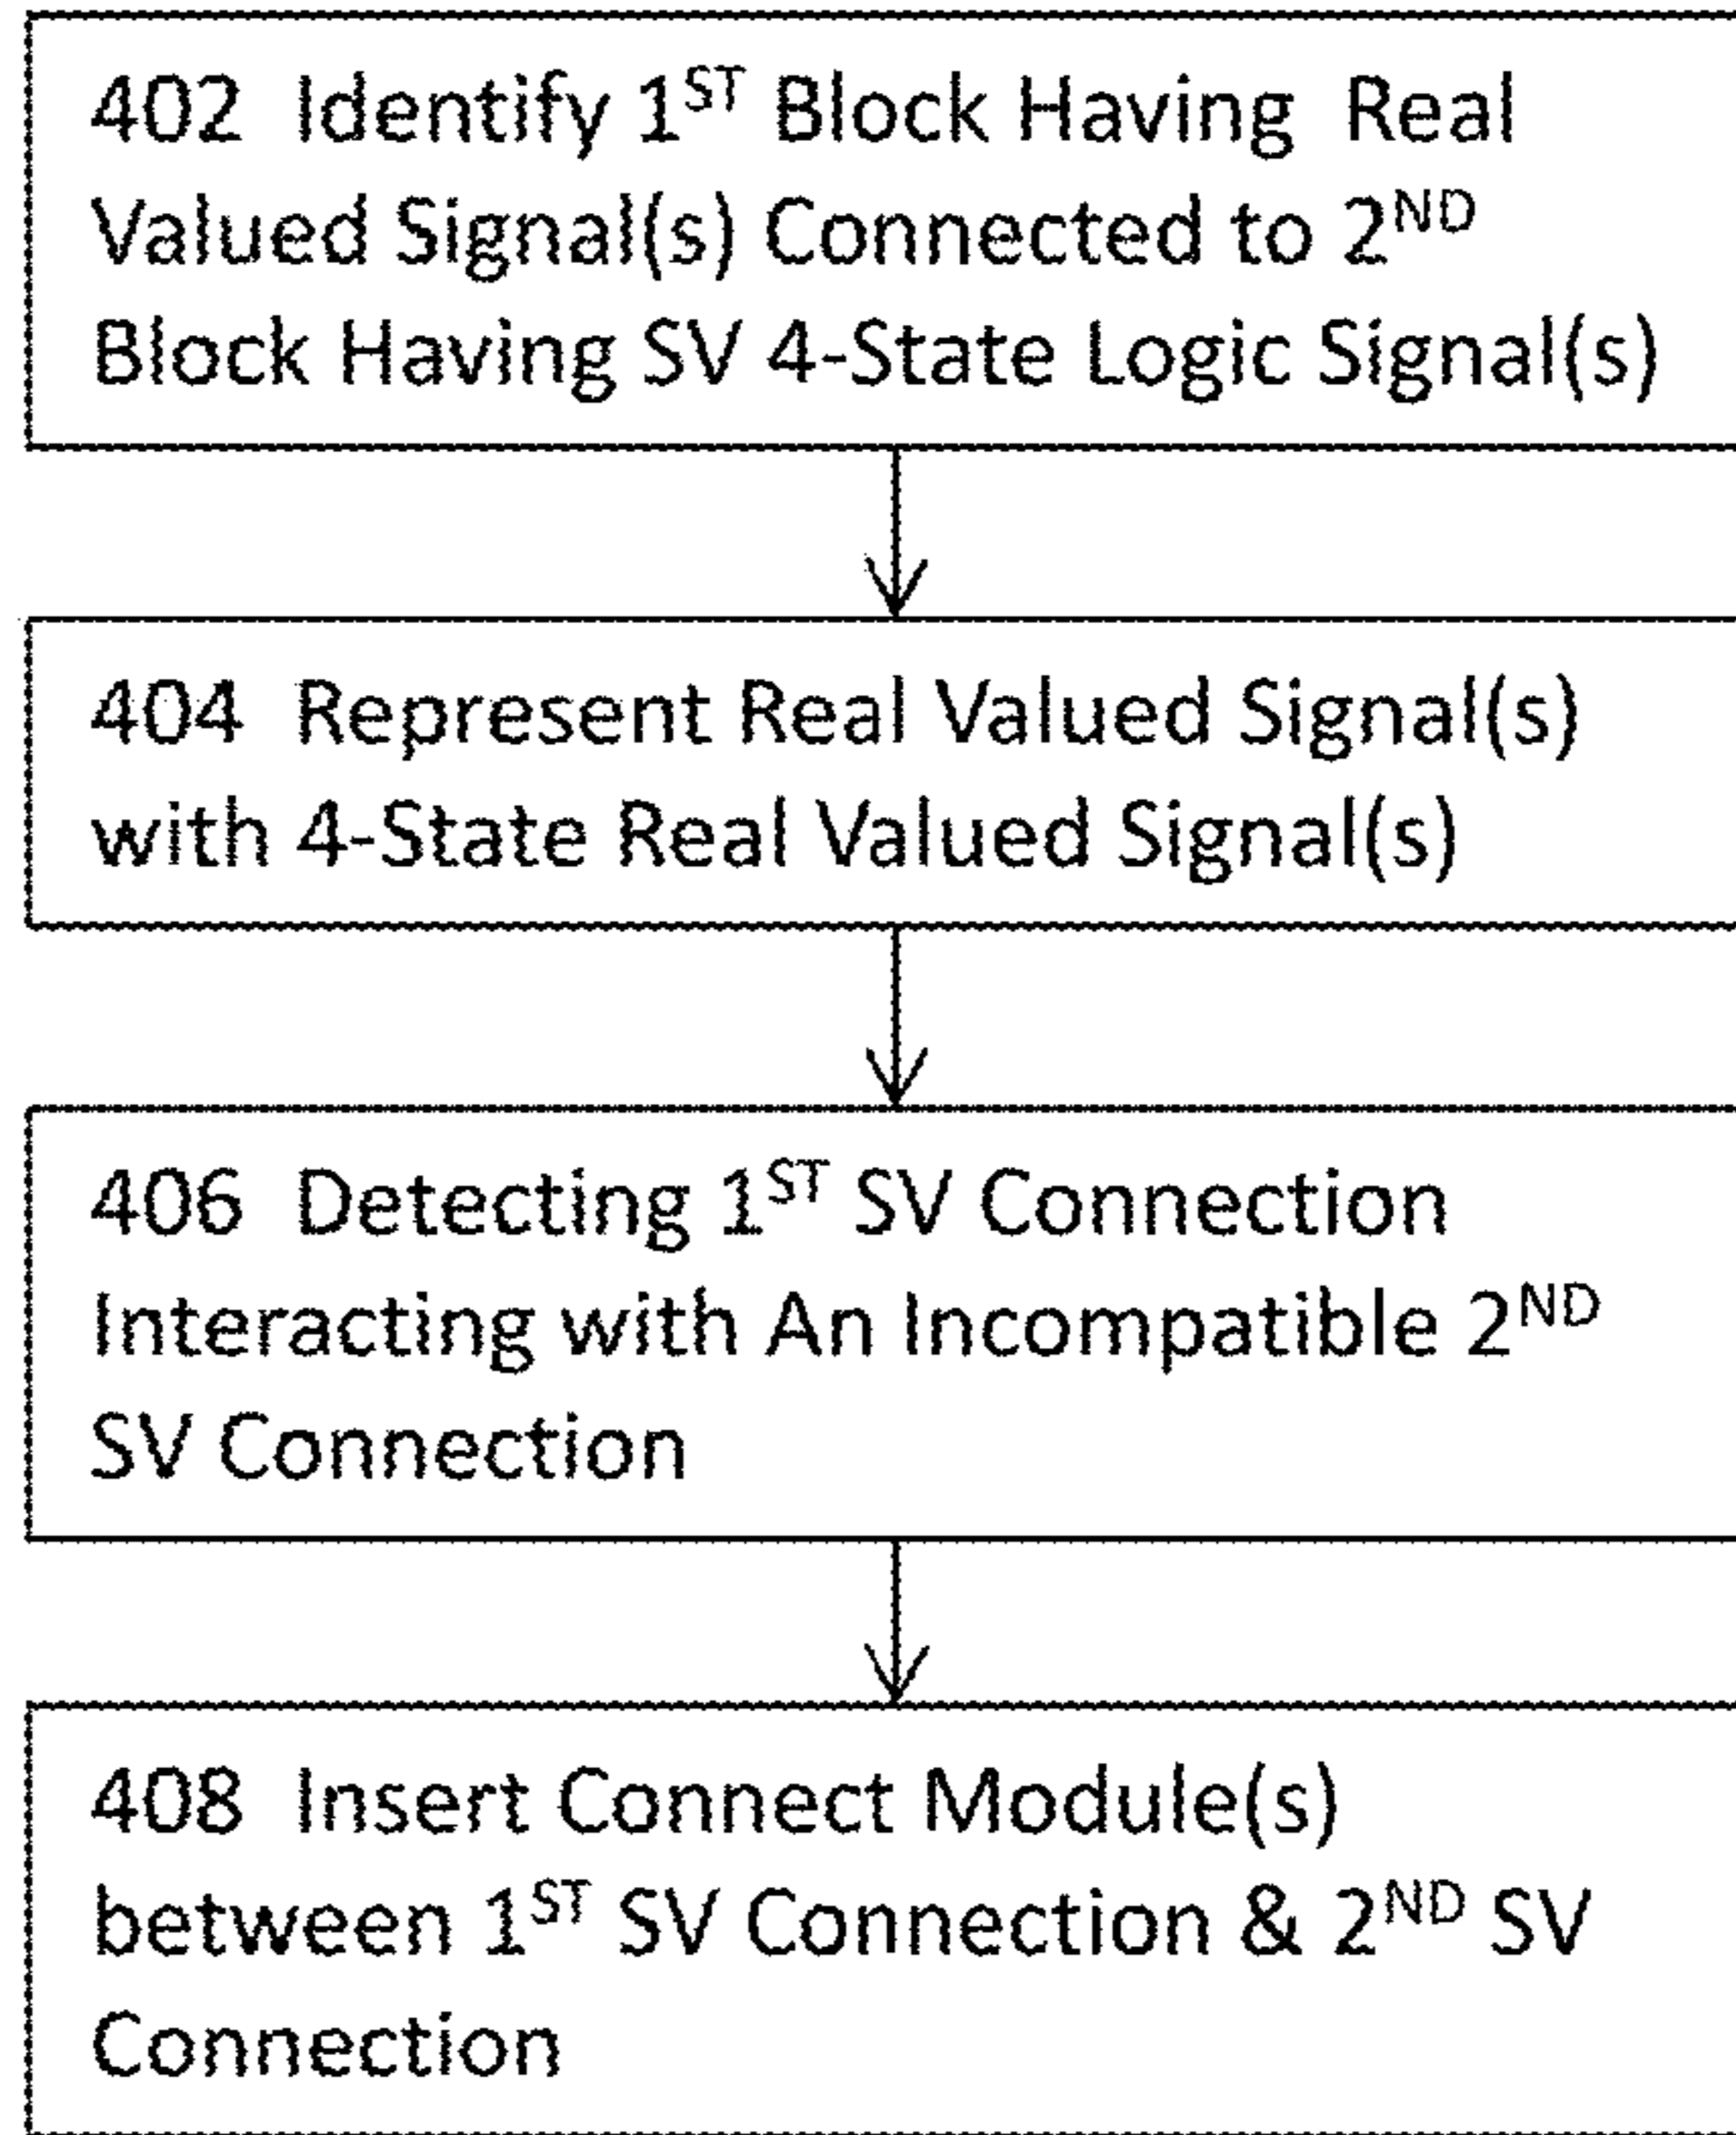 402 Identify 1ST Block Having Real
Valued Signal(s) Connected to 2ND
Block Having SV 4-State Logic Signal(s)
404 Represent Real Valued Signal(s)
with 4-State Real Valued Signal(s)
406 Detecting 1ST SV Connection
Interacting with An Incompatible 2ND
SV Connection
408 Insert Connect Module(s)
between 1ST SV Connection & 2ND SV
Connection